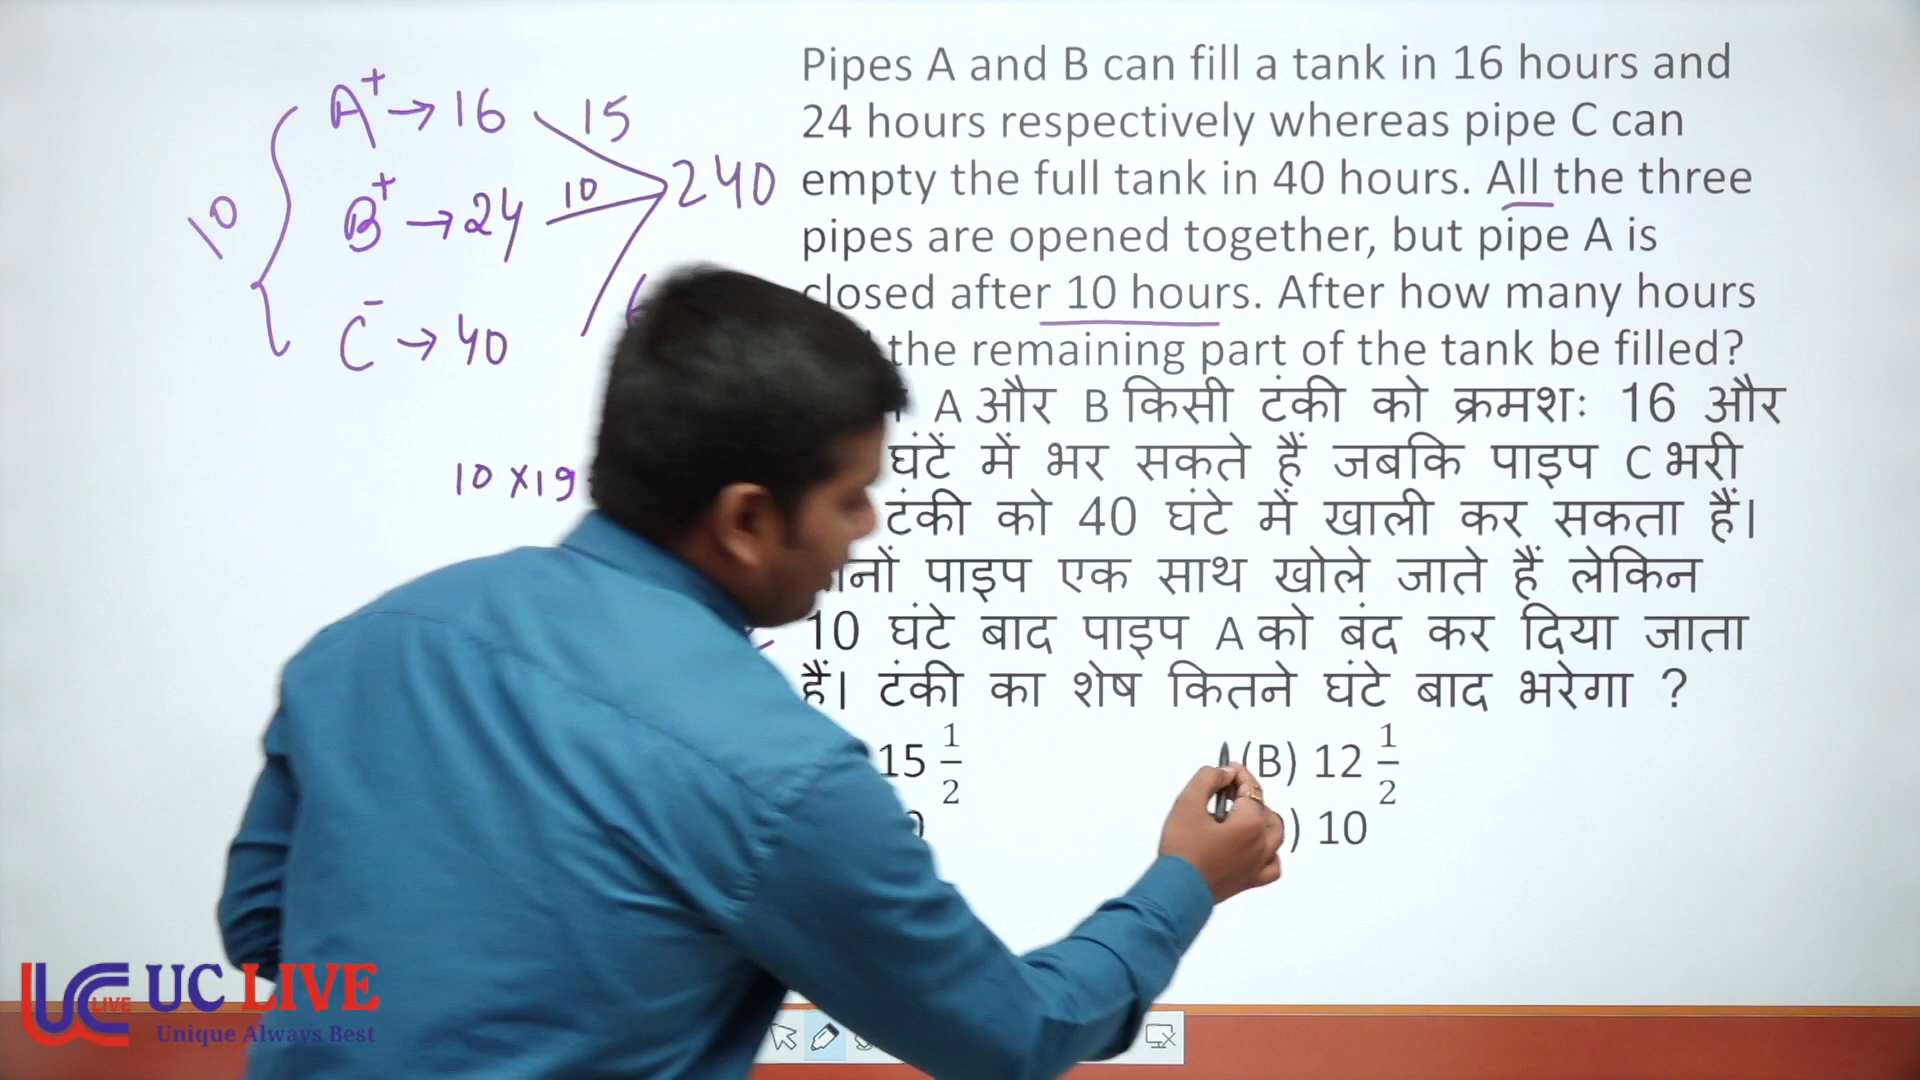 Pipes A and B can fill a tank in 16 hours and
24 hours respectively whereas pipe C can
empty the full tank in 40 hours. All the three
pipes are opened together, but pipe A is
closed after 10 hours. After how many hours
the remaining part of the tank be filled?
A और B किसी टंकी को क्रमशः 16 और
घंटें में भर सकते हैं जबकि पाइप C भरी
टंकी को 40 घंटे में खाली कर सकता हैं।
पाइप एक साथ खोले जाते हैं लेकिन
10 घंटे बाद पाइप A को बंद कर दिया जाता
हैं। टंकी का शेष कितने घंटे बाद भरेगा ?
15 1/2 (B) 12 1/2
) 10
A+ → 16 15
10 B+ → 24 10 240
C- → 40 6
10 × 19
UC LIVE
LIVE
Unique Always Best